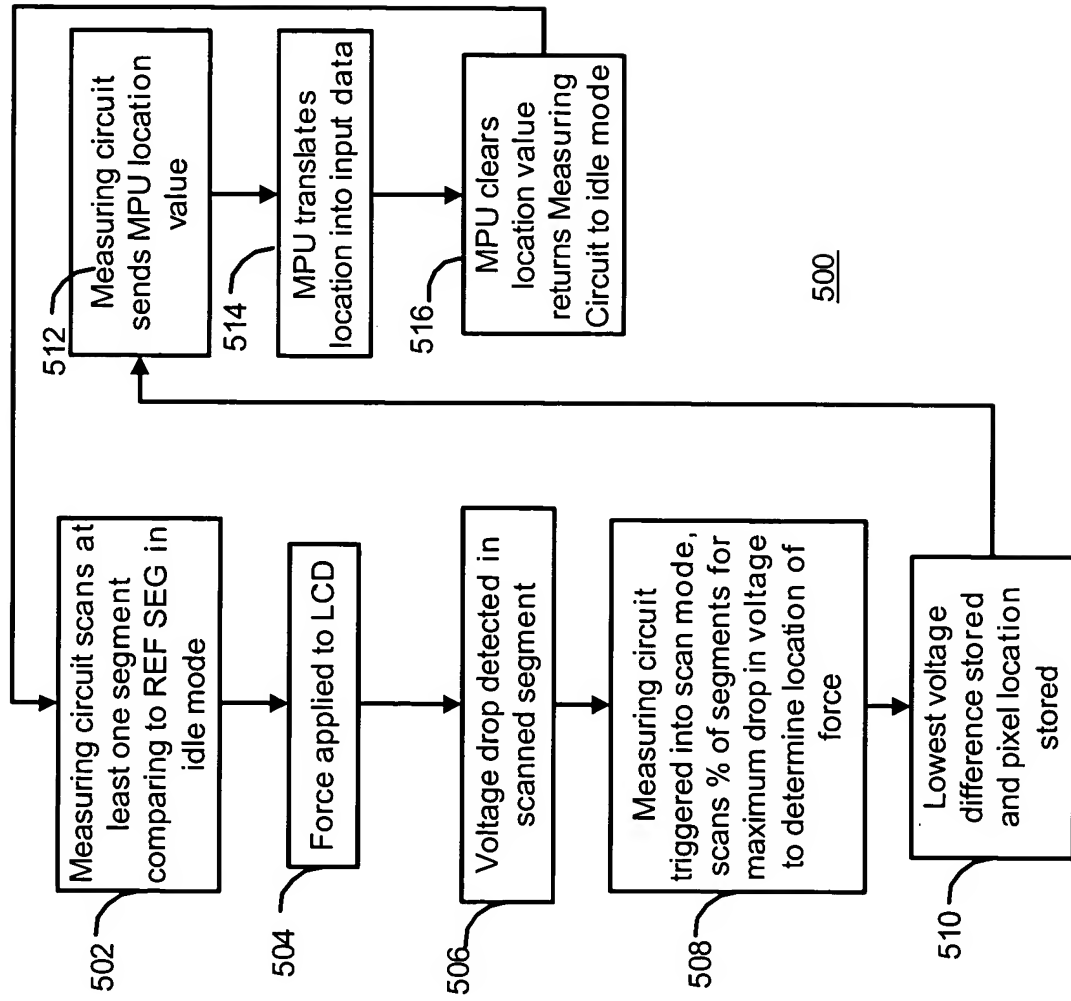 502
Measuring circuit scans at
least one segment
comparing to REF SEG in
idle mode
504
Force applied to LCD
506
Voltage drop detected in
scanned segment
508
Measuring circuit
triggered into scan mode,
scans % of segments for
maximum drop in voltage
to determine location of
force
510
Lowest voltage
difference stored
and pixel location
stored
512
Measuring circuit
sends MPU location
value
514
MPU translates
location into input data
516
MPU clears
location value
returns Measuring
Circuit to idle mode
500